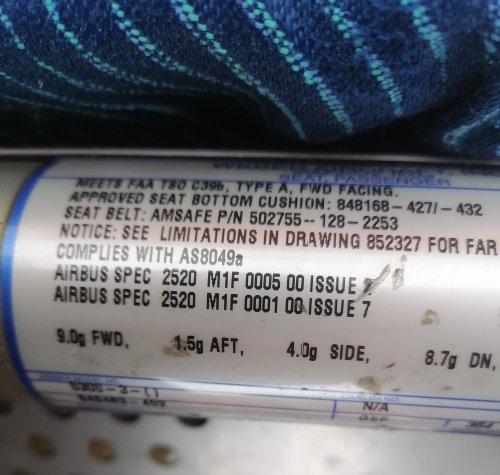 SEAT PASSENGER
MEETS FAA TSO C39b, TYPE A, FWD FACING.
APPROVED SEAT BOTTOM CUSHION: 848168-427/-432
SEAT BELT: AMSAFE P/N 502755--128-2253
NOTICE: SEE LIMITATIONS IN DRAWING 852327 FOR FAR
COMPLIES WITH AS8049a
AIRBUS SPEC 2520 M1F 0005 00 ISSUE
AIRBUS SPEC 2520 M1F 0001 00 ISSUE 7
9.0g FWD, 1.5g AFT, 4.0g SIDE, 8.7g DN,
N/A